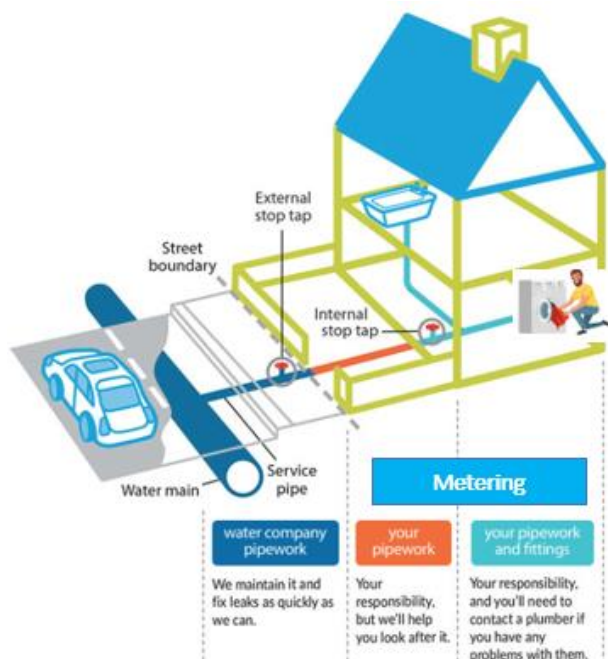 External
stop tap
Street
boundary
Internal
stop tap
Service
pipe
Water main
Metering
water company
pipework
We maintain it and
fix leaks as quickly as
we can.
your
pipework
Your
responsibility,
but we'll help
you look after it.
your pipework
and fittings
Your responsibility,
and you'll need to
contact a plumber if
you have any
problems with them.